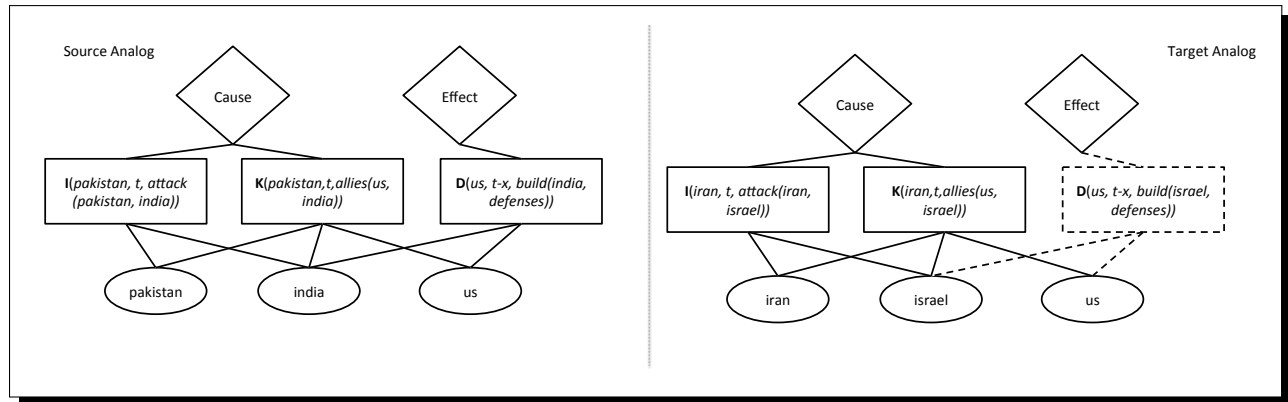 Source Analog
Cause
Effect
I(pakistan, t, attack
(pakistan, india))
K(pakistan,t,allies(us,
india))
D(us, t-x, build(india,
defenses))
pakistan
india
us
Target Analog
Cause
Effect
I(iran, t, attack(iran,
israel))
K(iran,t,allies(us,
israel))
D(us, t-x, build(israel,
defenses))
iran
israel
us